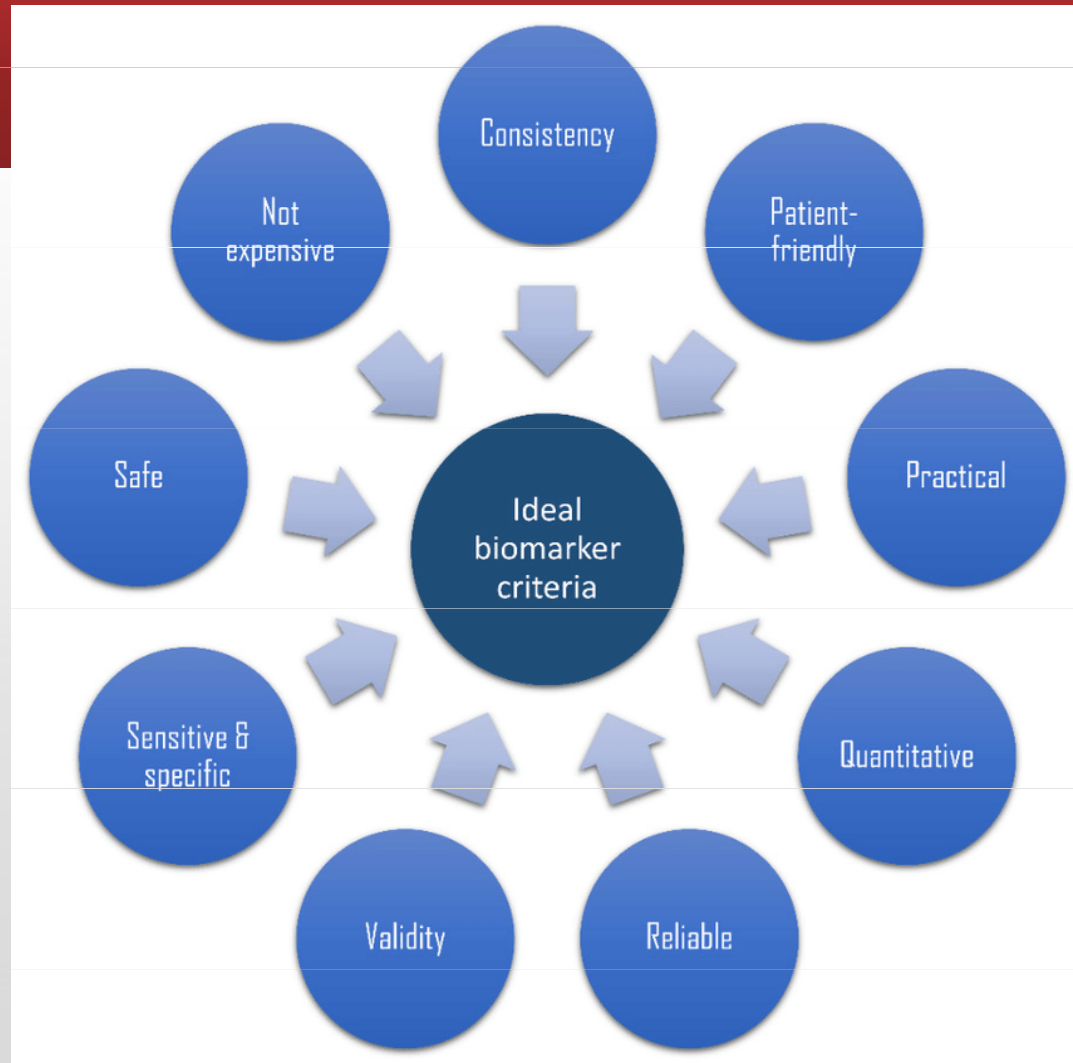 Consistency
Patient-
friendly
Practical
Quantitative
Reliable
Validity
Sensitive &
specific
Safe
Not
expensive
Ideal
biomarker
criteria